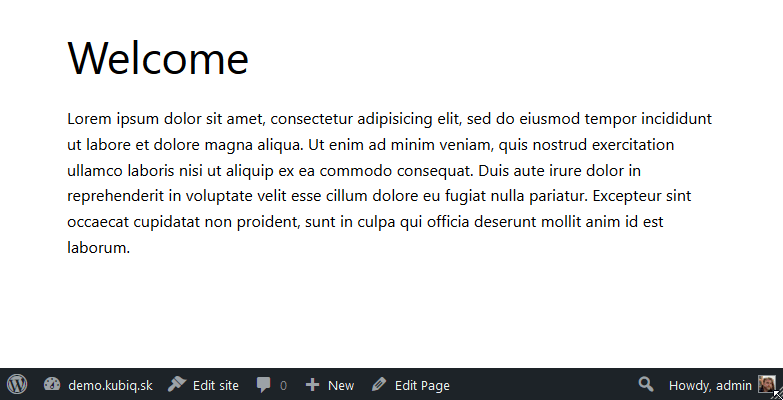 Welcome
Lorem ipsum dolor sit amet, consectetur adipisicing elit, sed do eiusmod tempor incididunt
ut labore et dolore magna aliqua. Ut enim ad minim veniam, quis nostrud exercitation
ullamco laboris nisi ut aliquip ex ea commodo consequat. Duis aute irure dolor in
reprehenderit in voluptate velit esse cillum dolore eu fugiat nulla pariatur. Excepteur sint
occaecat cupidatat non proident, sunt in culpa qui officia deserunt mollit anim id est
laborum.
demo.kubiq.sk Edit site 0 New Edit Page Howdy, admin